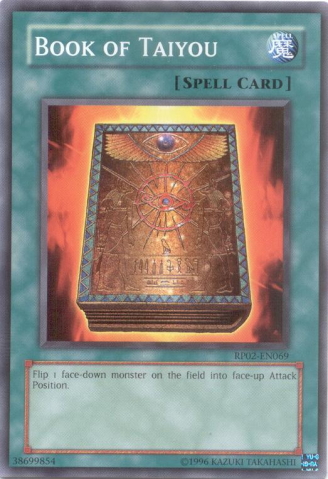 Book of Taiyou
魔
[Spell Card]
RP02-EN069
Flip 1 face-down monster on the field into face-up Attack
Position.
38699854
©1996 KAZUKI TAKAHASHI